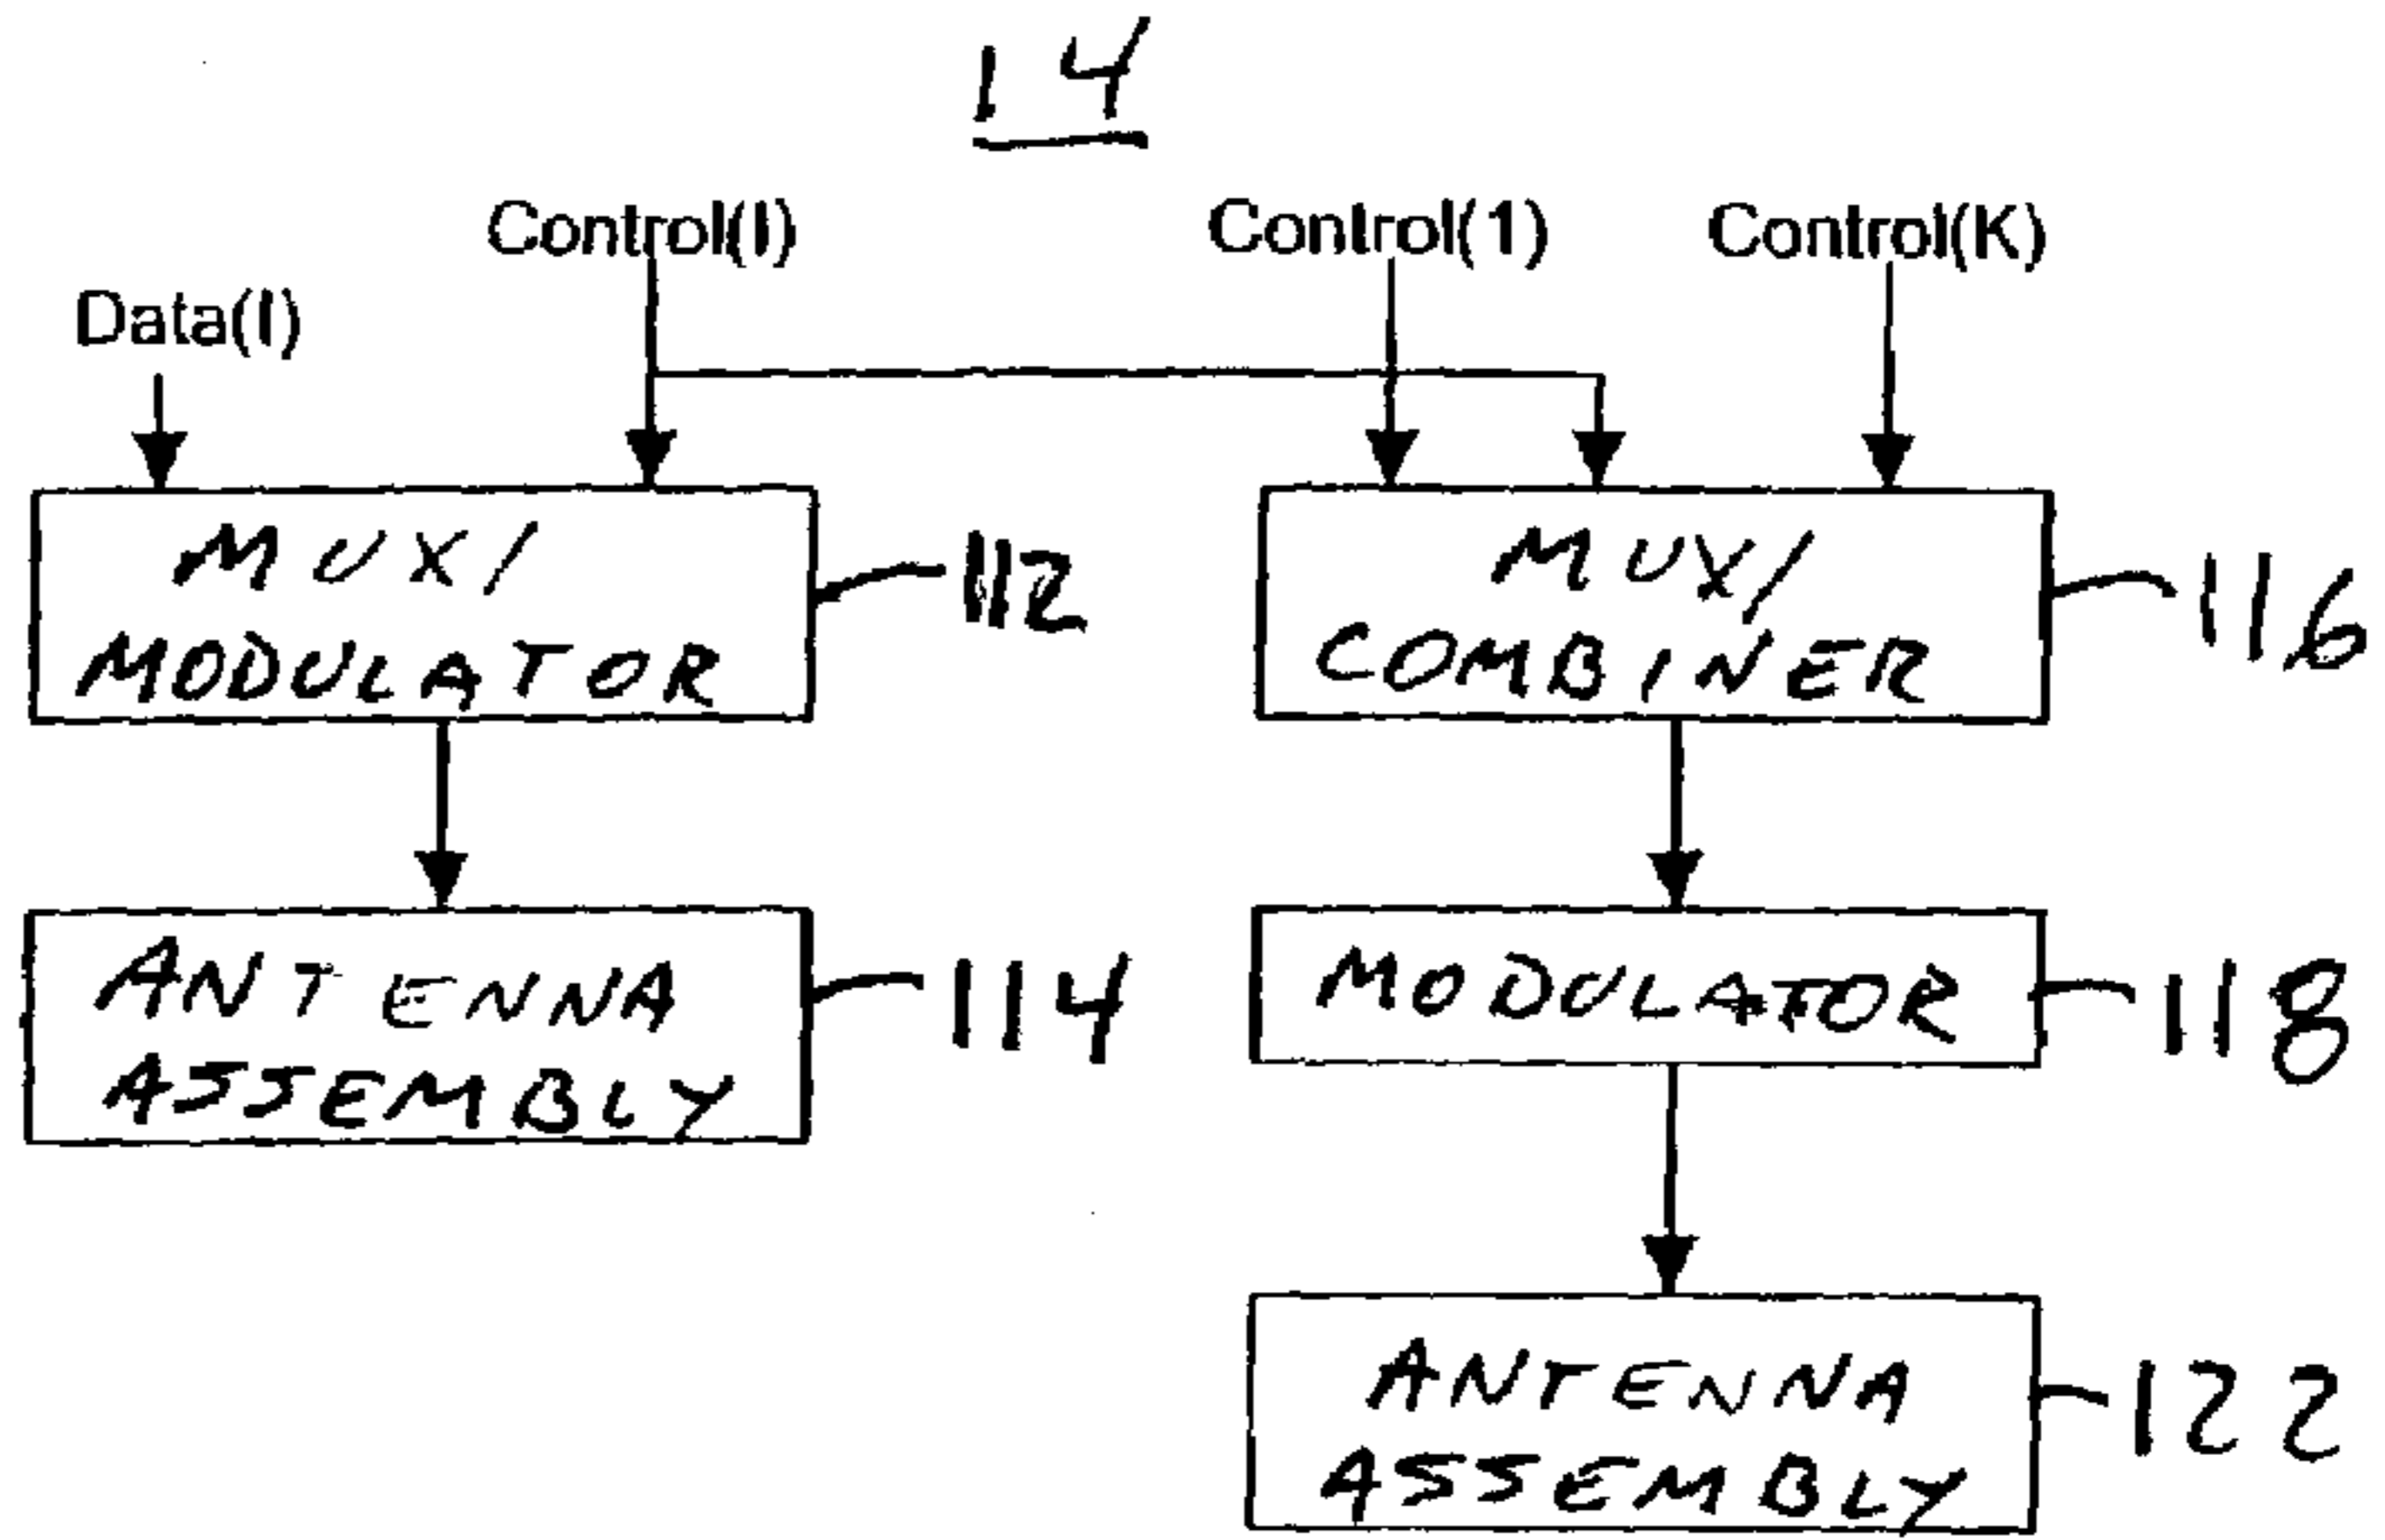 14
Control(I) Control(1) Control(K)
Data(I)
MUX/
MODULATOR
112
MUX/
COMBINER
116
ANTENNA
ASSEMBLY
114
MODULATOR
118
ANTENNA
ASSEMBLY
122